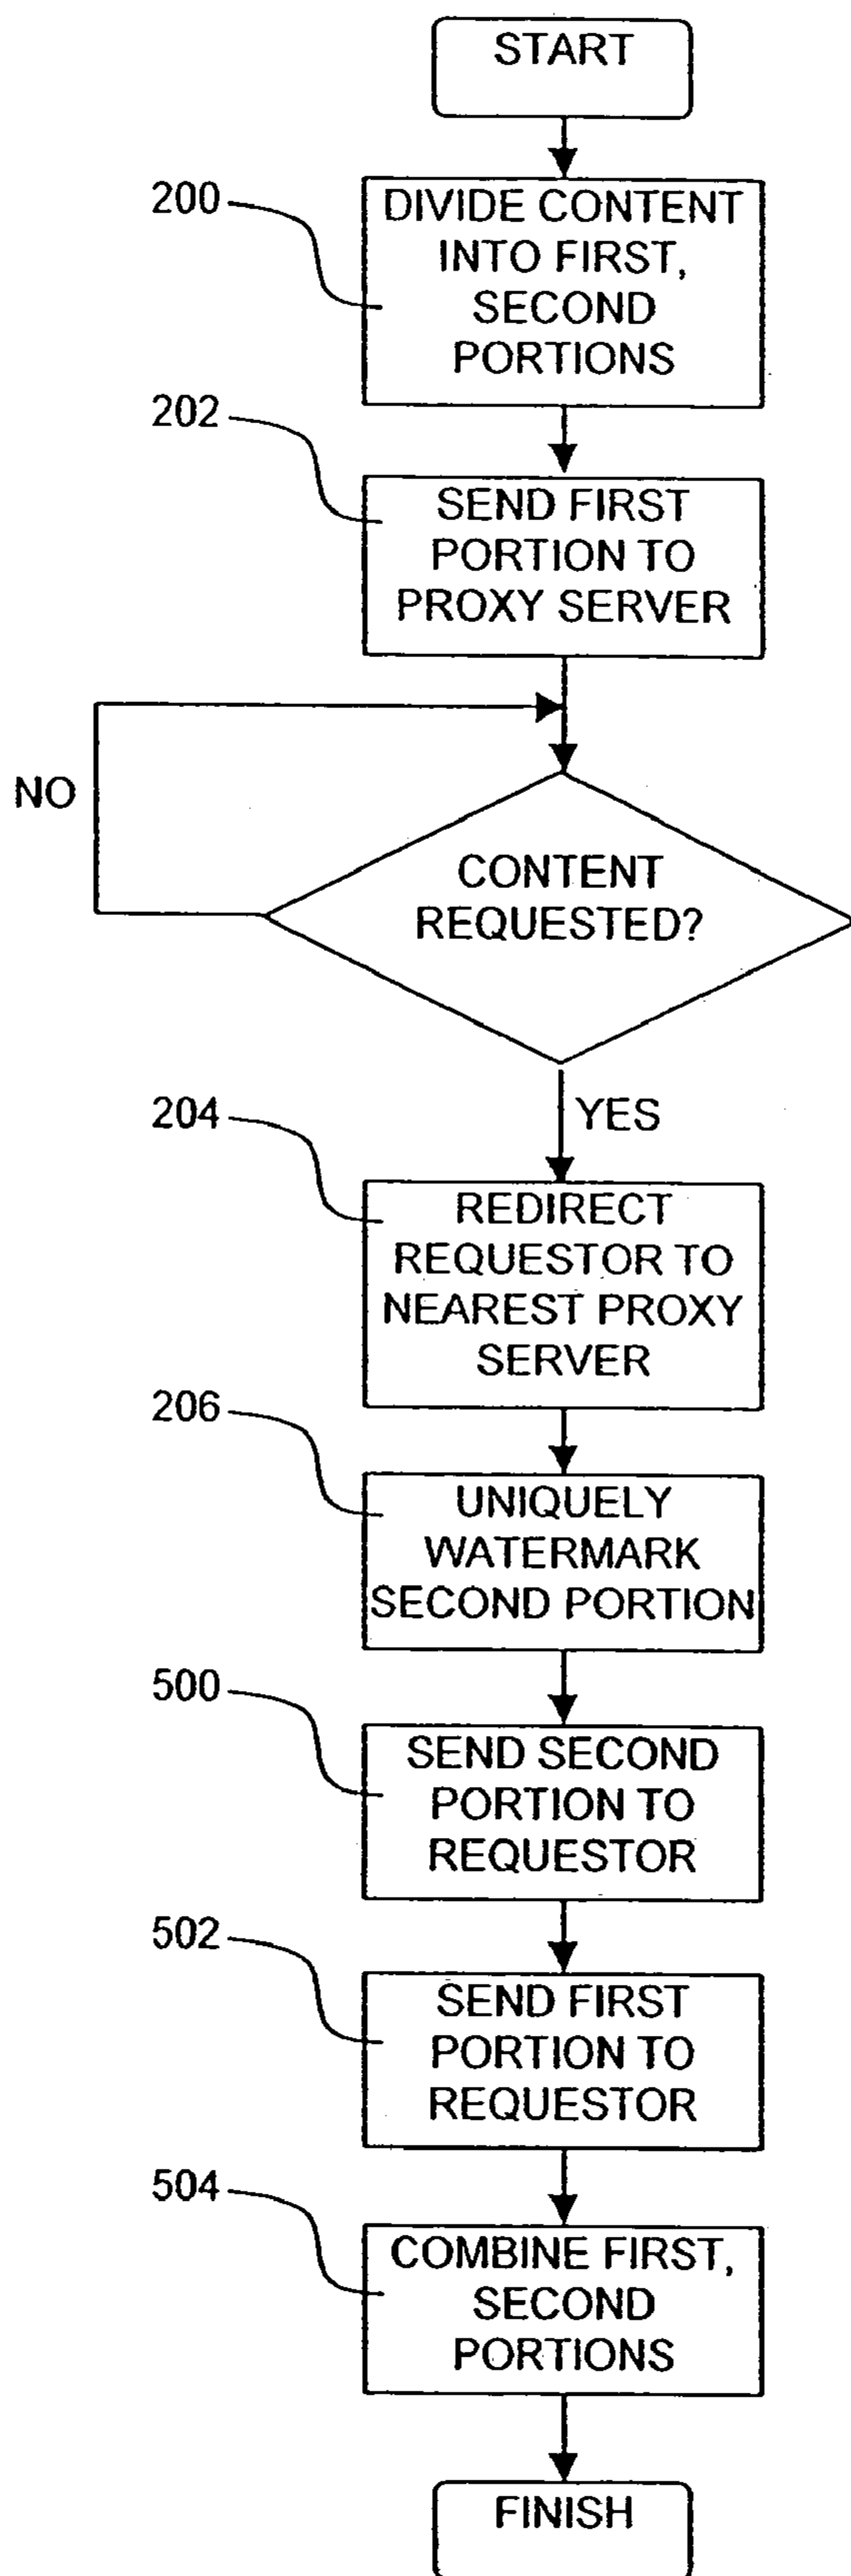 START
200
DIVIDE CONTENT
INTO FIRST,
SECOND
PORTIONS
202
SEND FIRST
PORTION TO
PROXY SERVER
NO
CONTENT
REQUESTED?
204
YES
REDIRECT
REQUESTOR TO
NEAREST PROXY
SERVER
206
UNIQUELY
WATERMARK
SECOND PORTION
500
SEND SECOND
PORTION TO
REQUESTOR
502
SEND FIRST
PORTION TO
REQUESTOR
504
COMBINE FIRST,
SECOND
PORTIONS
FINISH